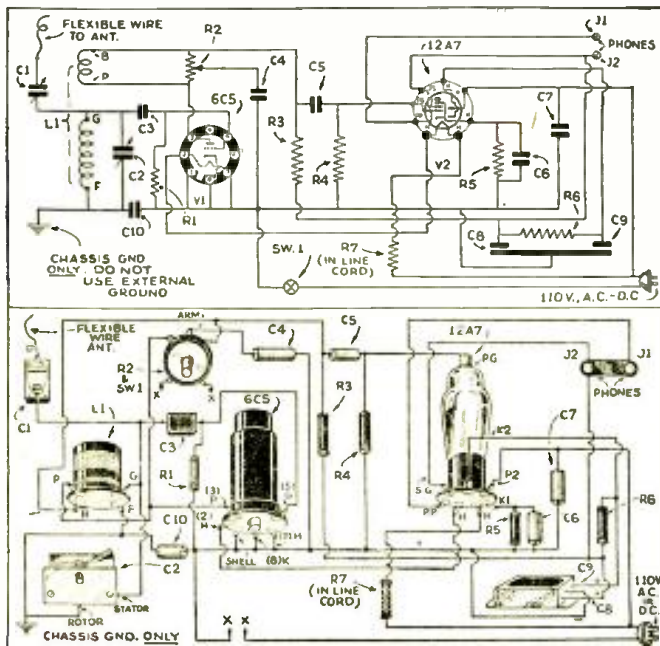 FLEXIBLE WIRE
TO ANT.
C1
B
P
R2
C4
C5
12A7
J1
PHONES
J2
L1
G
C3
6C5
C2
F
R1
V1
R3
R4
V2
R5
C6
C7
R6
C8
C9
C10
CHASSIS GND
ONLY. DO NOT
USE EXTERNAL
GROUND
SW.1
R7
(IN LINE
CORD)
110V., A.C.-D.C
FLEXIBLE
WIRE
ANT.
C1
ARM
R2
& SW1
X
X
C4
C5
12A7
PG
J2
J1
PHONES
L1
C3
6C5
R3
R4
K2
C7
P
G
F
R1
(3)
P
(2)
H
SG
PP
H
H
P2
K1
R5
C6
R6
C10
SHELL
(8)K
C2
STATOR
ROTOR
R7
(IN LINE
CORD)
C9
C8
110V
A.C.
D.C.
X
X
CHASSIS GND. ONLY